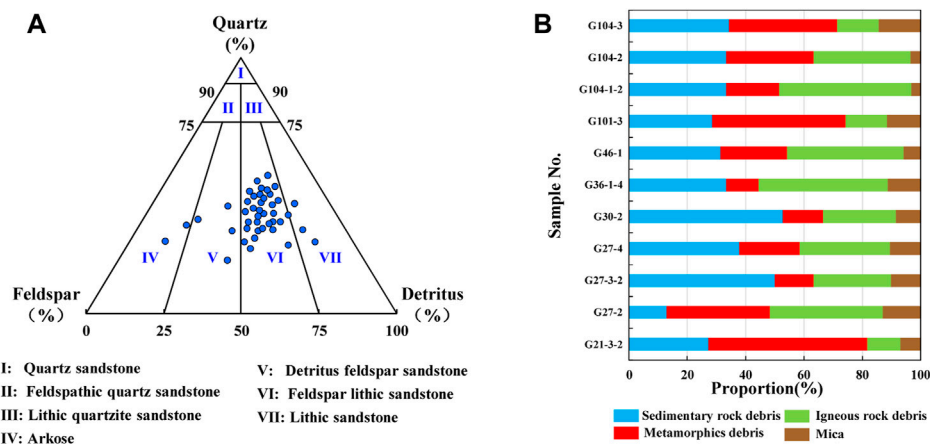 A
Quartz
(%)
I
90 90
II III
75 75
IV V VI VII
Feldspar
(%)
Detritus
(%)
0 25 50 75 100
I: Quartz sandstone
II: Feldspathic quartz sandstone
III: Lithic quartzite sandstone
IV: Arkose
V: Detritus feldspar sandstone
VI: Feldspar lithic sandstone
VII: Lithic sandstone
B
Sample No.
G104-3
G104-2
G104-1-2
G101-3
G46-1
G36-1-4
G30-2
G27-4
G27-3-2
G27-2
G21-3-2
0 20 40 60 80 100
Proportion(%)
Sedimentary rock debris
Igneous rock debris
Metamorphics debris
Mica